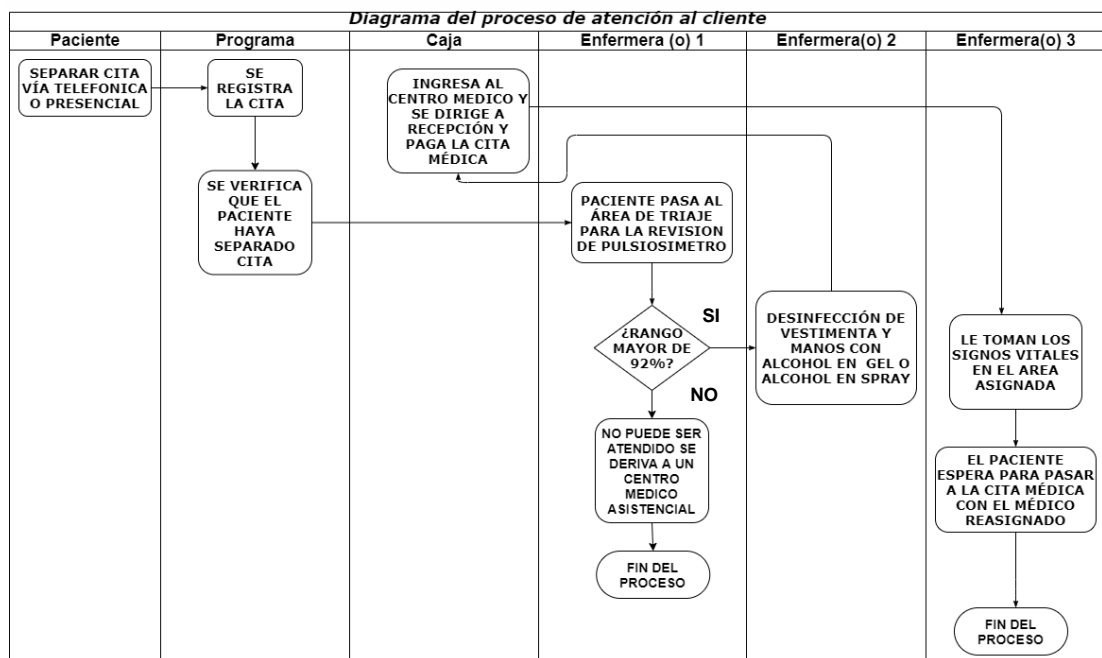 Diagrama del proceso de atención al cliente
Paciente
Programa
Caja
Enfermera (o) 1
Enfermera(o) 2
Enfermera(o) 3
SEPARAR CITA
VÍA TELEFONICA
O PRESENCIAL
SE
REGISTRA
LA CITA
SE VERIFICA
QUE EL
PACIENTE
HAYA
SEPARADO
CITA
INGRESA AL
CENTRO MEDICO Y
SE DIRIGE A
RECEPCIÓN Y
PAGA LA CITA
MÉDICA
PACIENTE PASA AL
ÁREA DE TRIAJE
PARA LA REVISION
DE PULSIOSIMETRO
¿RANGO
MAYOR DE
92%?
SI
NO
NO PUEDE SER
ATENDIDO SE
DERIVA A UN
CENTRO
MEDICO
ASISTENCIAL
FIN DEL
PROCESO
DESINFECCIÓN DE
VESTIMENTA Y
MANOS CON
ALCOHOL EN GEL O
ALCOHOL EN SPRAY
LE TOMAN LOS
SIGNOS VITALES
EN EL AREA
ASIGNADA
EL PACIENTE
ESPERA PARA PASAR
A LA CITA MÉDICA
CON EL MÉDICO
REASIGNADO
FIN DEL
PROCESO